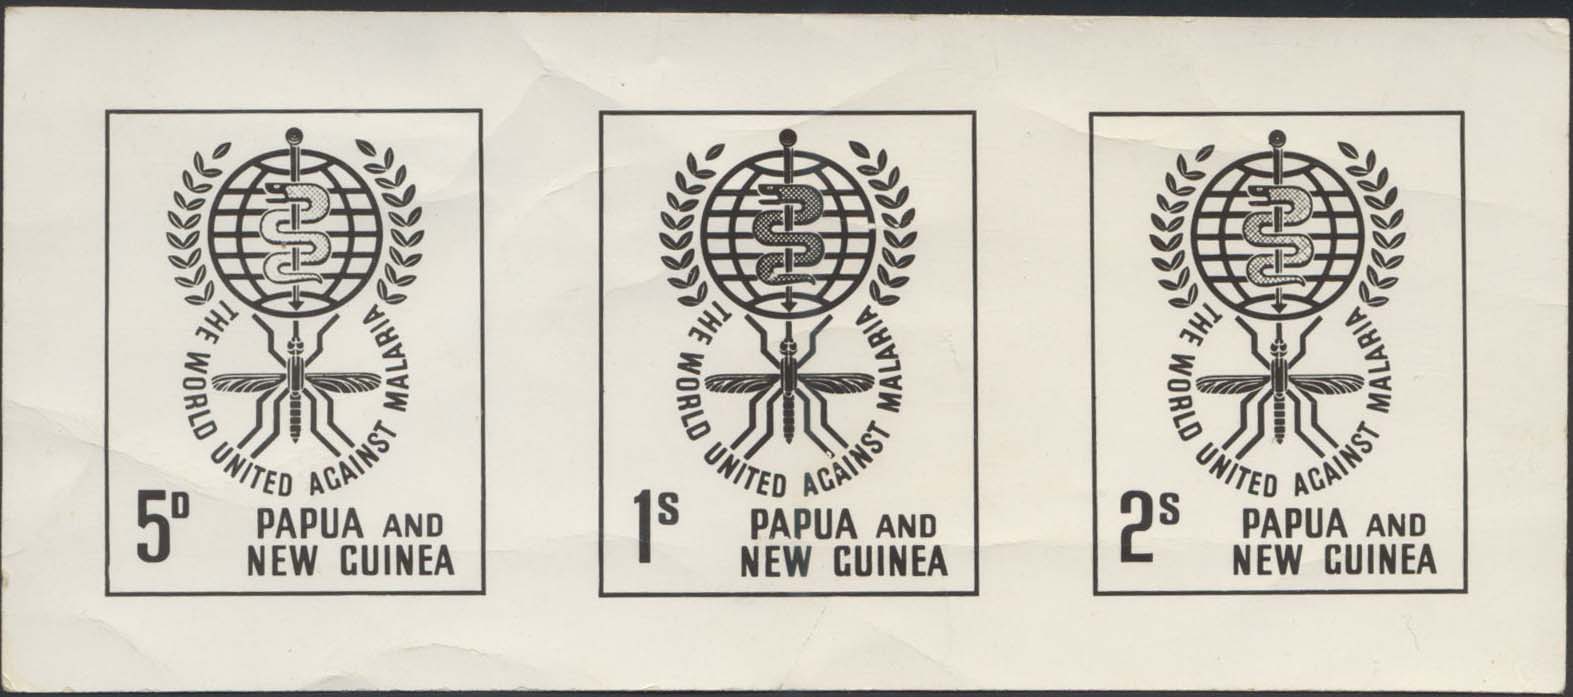 THE WORLD UNITED AGAINST MALARIA
5D
PAPUA AND
NEW GUINEA
THE WORLD UNITED AGAINST MALARIA
1S
PAPUA AND
NEW GUINEA
THE WORLD UNITED AGAINST MALARIA
2S
PAPUA AND
NEW GUINEA